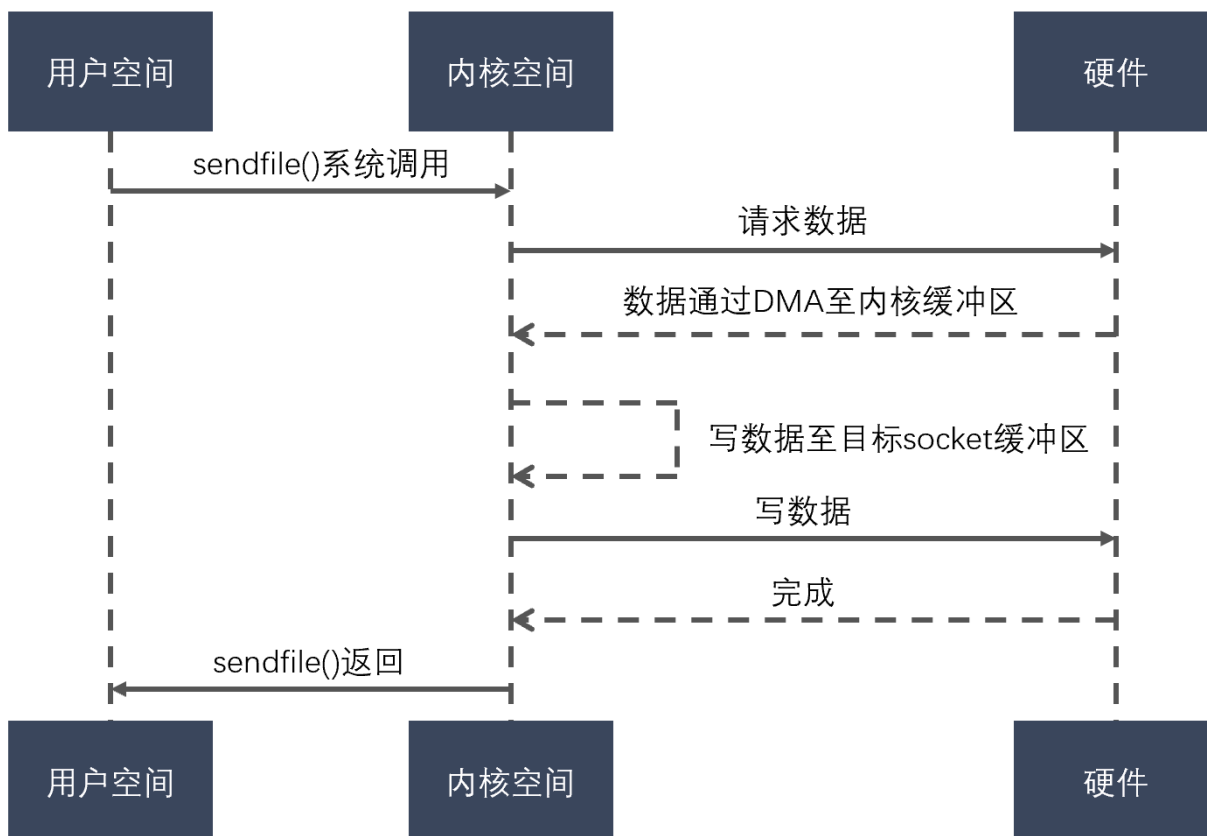 用户空间
内核空间
硬件
sendfile()系统调用
请求数据
数据通过DMA至内核缓冲区
写数据至目标socket缓冲区
写数据
完成
sendfile()返回
用户空间
内核空间
硬件